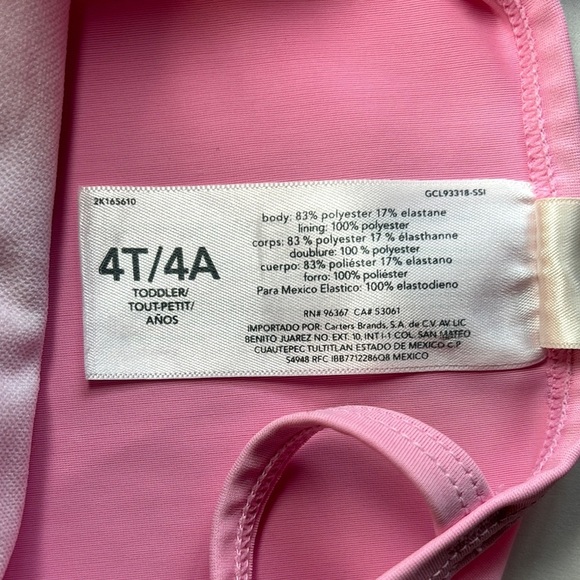 2K165610
GCL93318-SSI
4T/4A
TODDLER/
TOUT-PETIT/
AÑOS
body: 83% polyester 17% elastane
lining: 100% polyester
corps: 83 % polyester 17 % élasthanne
doublure: 100% polyester
cuerpo: 83% poliéster 17% elastano
forro: 100% poliéster
Para Mexico Elastico: 100% elastodieno
RN# 96367 CA# 53061
IMPORTADO POR: Carters Brands, S.A. de C.V AV. LIC
BENITO JUAREZ NO. EXT. 10, INT I-1 COL. SAN MATEO
CUAUTEPEC TULTITLAN ESTADO DE MEXICO C.P
54948 RFC IBB7712286Q8 MEXICO